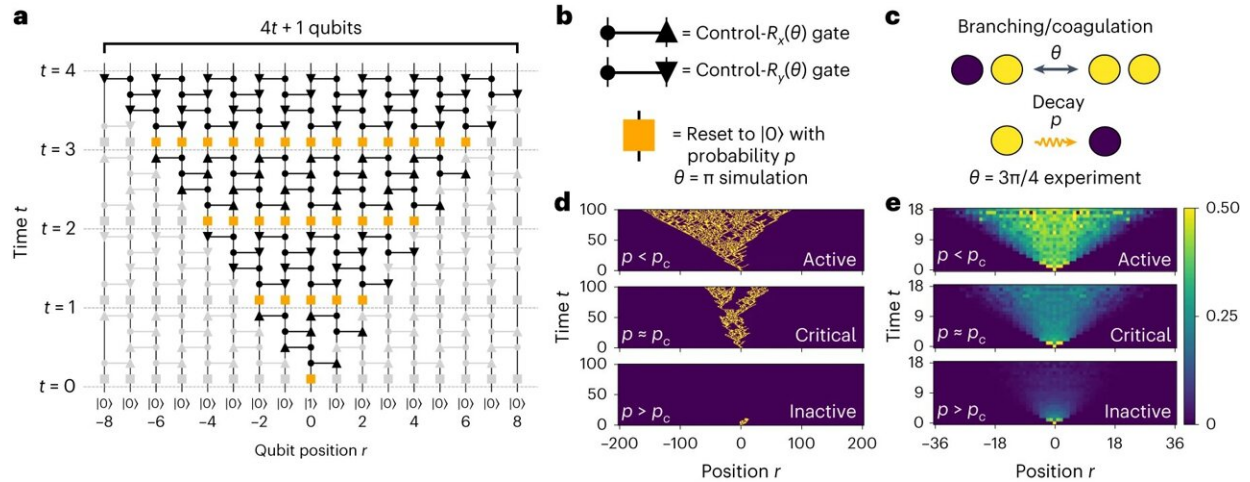 a
4t + 1 qubits
t = 4
t = 3
t = 2
t = 1
t = 0
Time t
|0⟩ |0⟩ |0⟩ |0⟩ |0⟩ |0⟩ |0⟩ |0⟩ |1⟩ |0⟩ |0⟩ |0⟩ |0⟩ |0⟩ |0⟩ |0⟩ |0⟩
−8 −6 −4 −2 0 2 4 6 8
Qubit position r
b
= Control-Rx(θ) gate
= Control-Ry(θ) gate
= Reset to |0⟩ with
probability p
c
Branching/coagulation
θ
Decay
p
θ = π simulation
d
100
50
0
p < pc
Active
100
50
0
p ≈ pc
Critical
100
50
0
p > pc
Inactive
Time t
−200 −100 0 100 200
Position r
θ = 3π/4 experiment
e
18
9
0
p < pc
Active
18
9
0
p ≈ pc
Critical
18
9
0
p > pc
Inactive
Time t
−36 −18 0 18 36
Position r
0.50
0.25
0